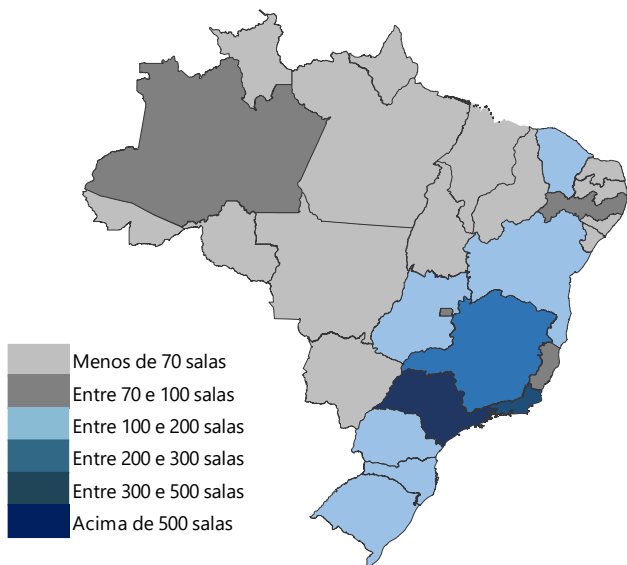 Menos de 70 salas
Entre 70 e 100 salas
Entre 100 e 200 salas
Entre 200 e 300 salas
Entre 300 e 500 salas
Acima de 500 salas